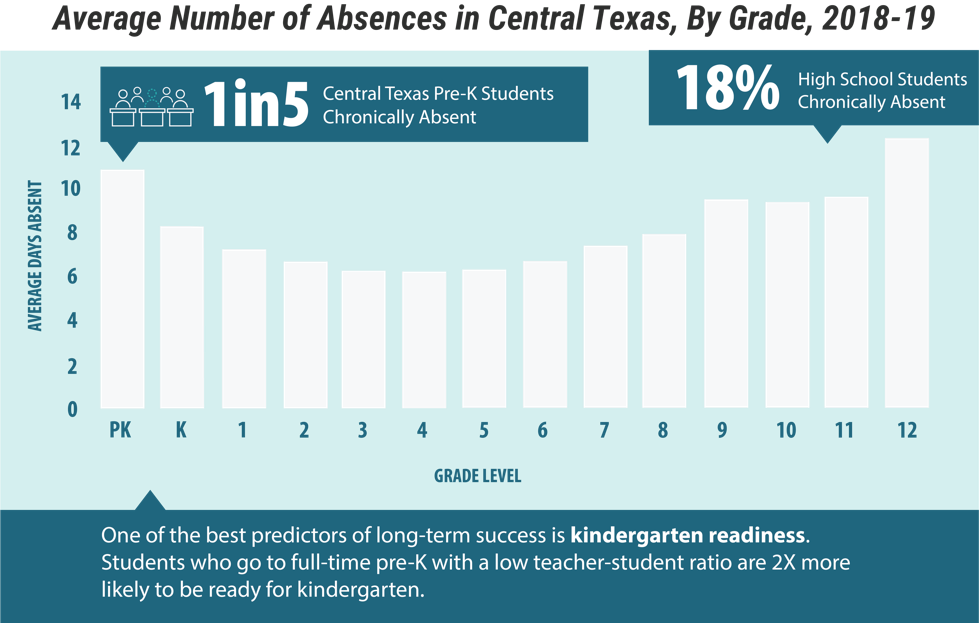 Average Number of Absences in Central Texas, By Grade, 2018-19
1in5
Central Texas Pre-K Students
Chronically Absent
18%
High School Students
Chronically Absent
AVERAGE DAYS ABSENT
14
12
10
8
6
4
2
0
PK K 1 2 3 4 5 6 7 8 9 10 11 12
GRADE LEVEL
One of the best predictors of long-term success is kindergarten readiness.
Students who go to full-time pre-K with a low teacher-student ratio are 2X more
likely to be ready for kindergarten.